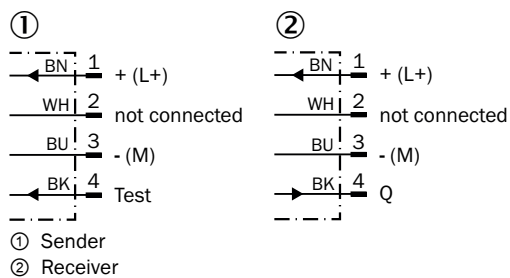 ① ②
BN 1 + (L+) BN 1 + (L+)
WH 2 not connected WH 2 not connected
BU 3 - (M) BU 3 - (M)
BK 4 Test BK 4 Q
① Sender
② Receiver